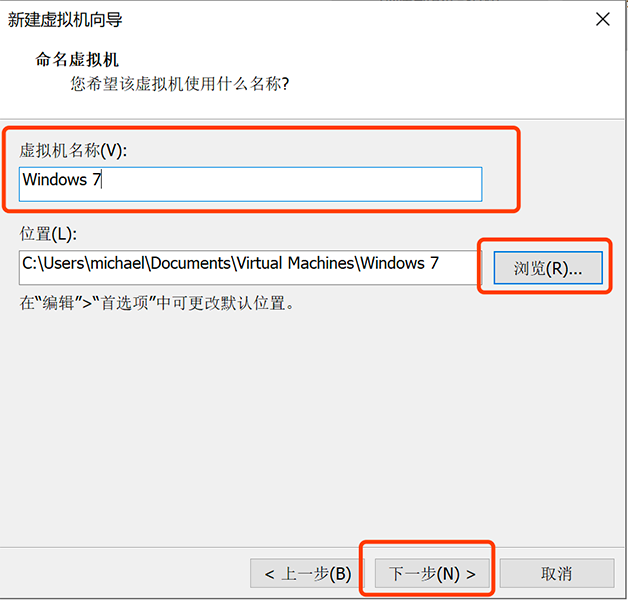 新建虚拟机向导
命名虚拟机
您希望该虚拟机使用什么名称?
虚拟机名称(V):
Windows 7
位置(L):
C:\Users\michael\Documents\Virtual Machines\Windows 7
浏览(R)...
在“编辑”>“首选项”中可更改默认位置。
< 上一步(B)
下一步(N) >
取消